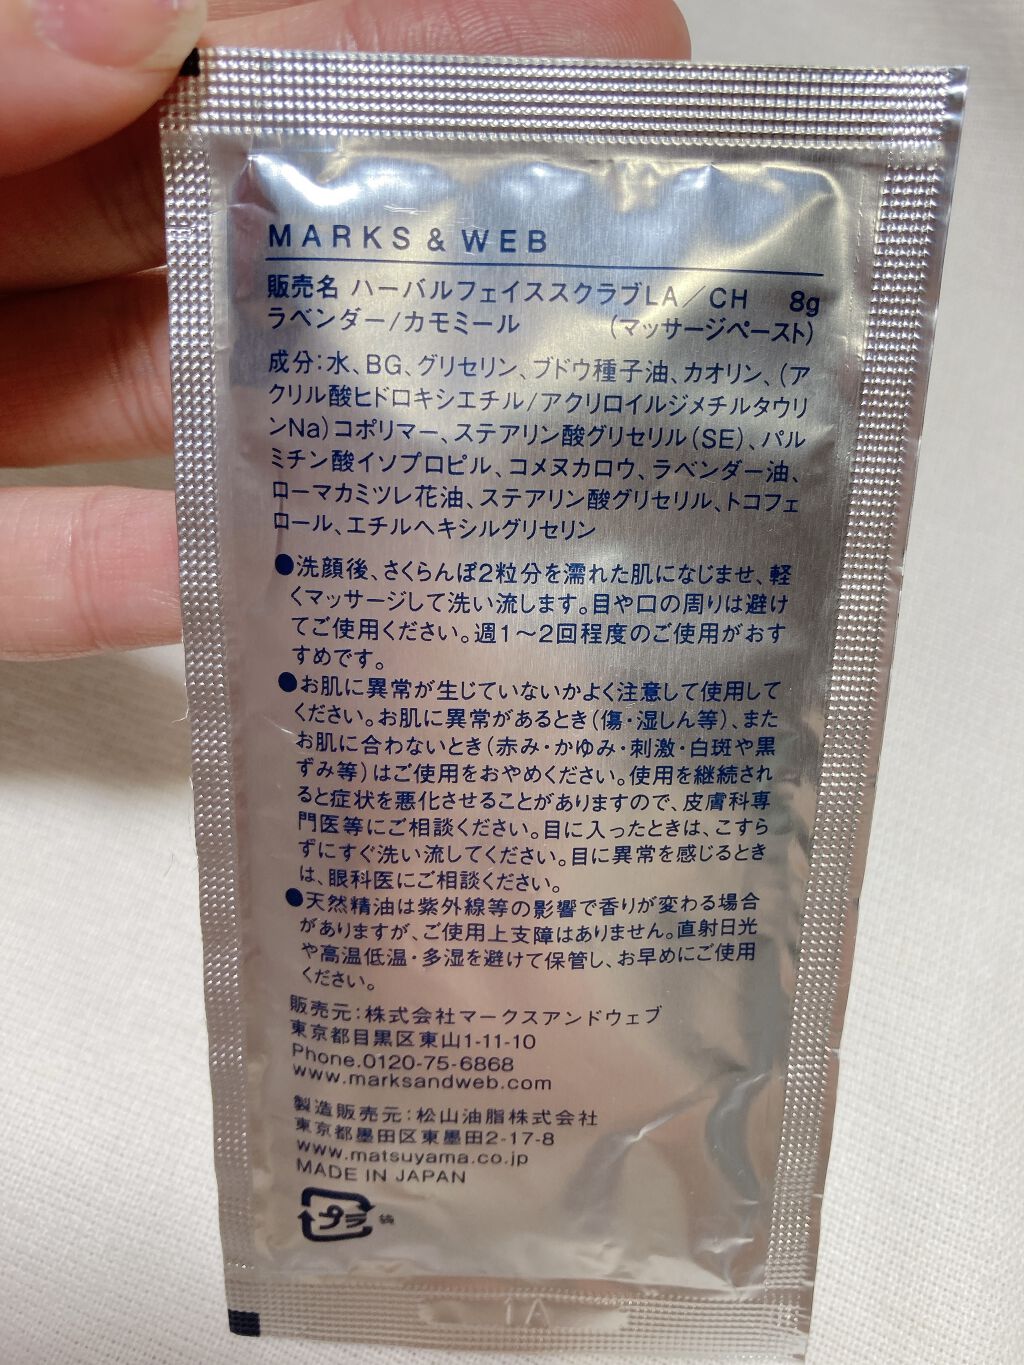 MARKS & WEB
販売名 ハーバルフェイススクラブLA／CH 8g
ラベンダー/カモミール (マッサージペースト)
成分：水、BG、グリセリン、ブドウ種子油、カオリン、(ア
クリル酸ヒドロキシエチル/アクリロイルジメチルタウリ
ンNa)コポリマー、ステアリン酸グリセリル(SE)、パル
ミチン酸イソプロピル、コメヌカロウ、ラベンダー油、
ローマカミツレ花油、ステアリン酸グリセリル、トコフェ
ロール、エチルヘキシルグリセリン
●洗顔後、さくらんぼ2粒分を濡れた肌になじませ、軽
くマッサージして洗い流します。目や口の周りは避け
てご使用ください。週1～2回程度のご使用がおす
すめです。
●お肌に異常が生じていないかよく注意して使用して
ください。お肌に異常があるとき(傷・湿しん等)、また
お肌に合わないとき(赤み・かゆみ・刺激・白斑や黒
ずみ等)はご使用をおやめください。使用を継続され
ると症状を悪化させることがありますので、皮膚科専
門医等にご相談ください。目に入ったときは、こすら
ずにすぐ洗い流してください。目に異常を感じるとき
は、眼科医にご相談ください。
●天然精油は紫外線等の影響で香りが変わる場合
がありますが、ご使用上支障はありません。直射日光
や高温低温・多湿を避けて保管し、お早めにご使用
ください。
販売元：株式会社マークスアンドウェブ
東京都目黒区東山1-11-10
Phone.0120-75-6868
www.marksandweb.com
製造販売元：松山油脂株式会社
東京都墨田区東墨田2-17-8
www.matsuyama.co.jp
MADE IN JAPAN
プラ 袋
1A